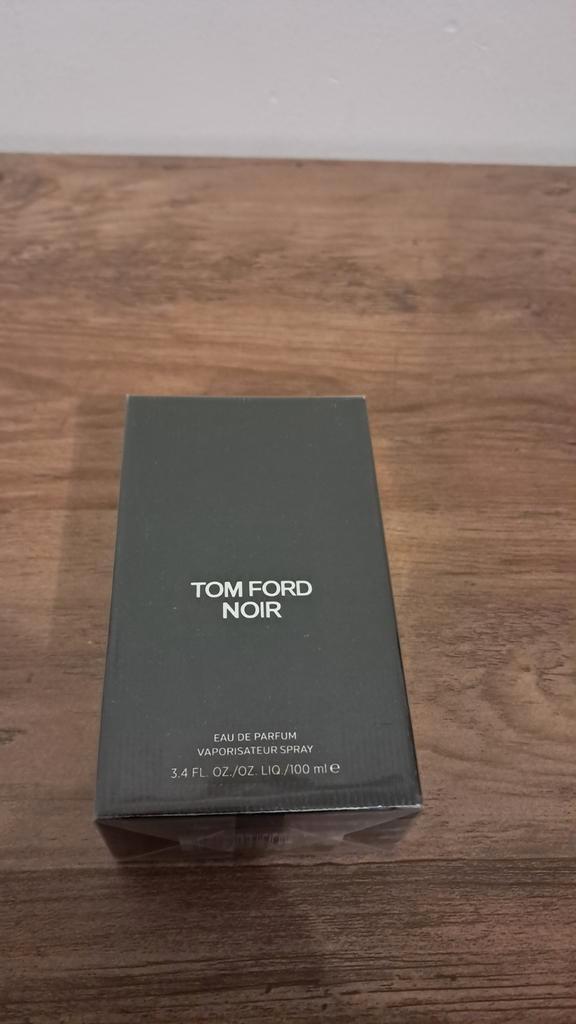 TOM FORD
NOIR
EAU DE PARFUM
VAPORISATEUR SPRAY
3.4 FL. OZ./OZ. LIQ./100 ml ℮